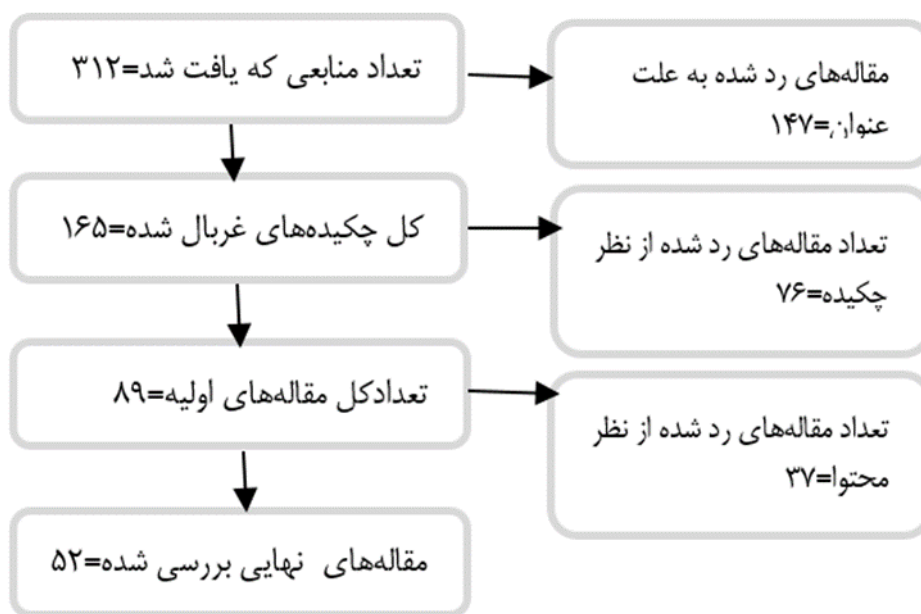 تعداد منابعی که یافت شد=۳۱۲
مقاله‌های رد شده به علت
عنوان=۱۴۷
کل چکیده‌های غربال شده=۱۶۵
تعداد مقاله‌های رد شده از نظر
چکیده=۷۶
تعدادکل مقاله‌های اولیه=۸۹
تعداد مقاله‌های رد شده از نظر
محتوا=۳۷
مقاله‌های نهایی بررسی شده=۵۲